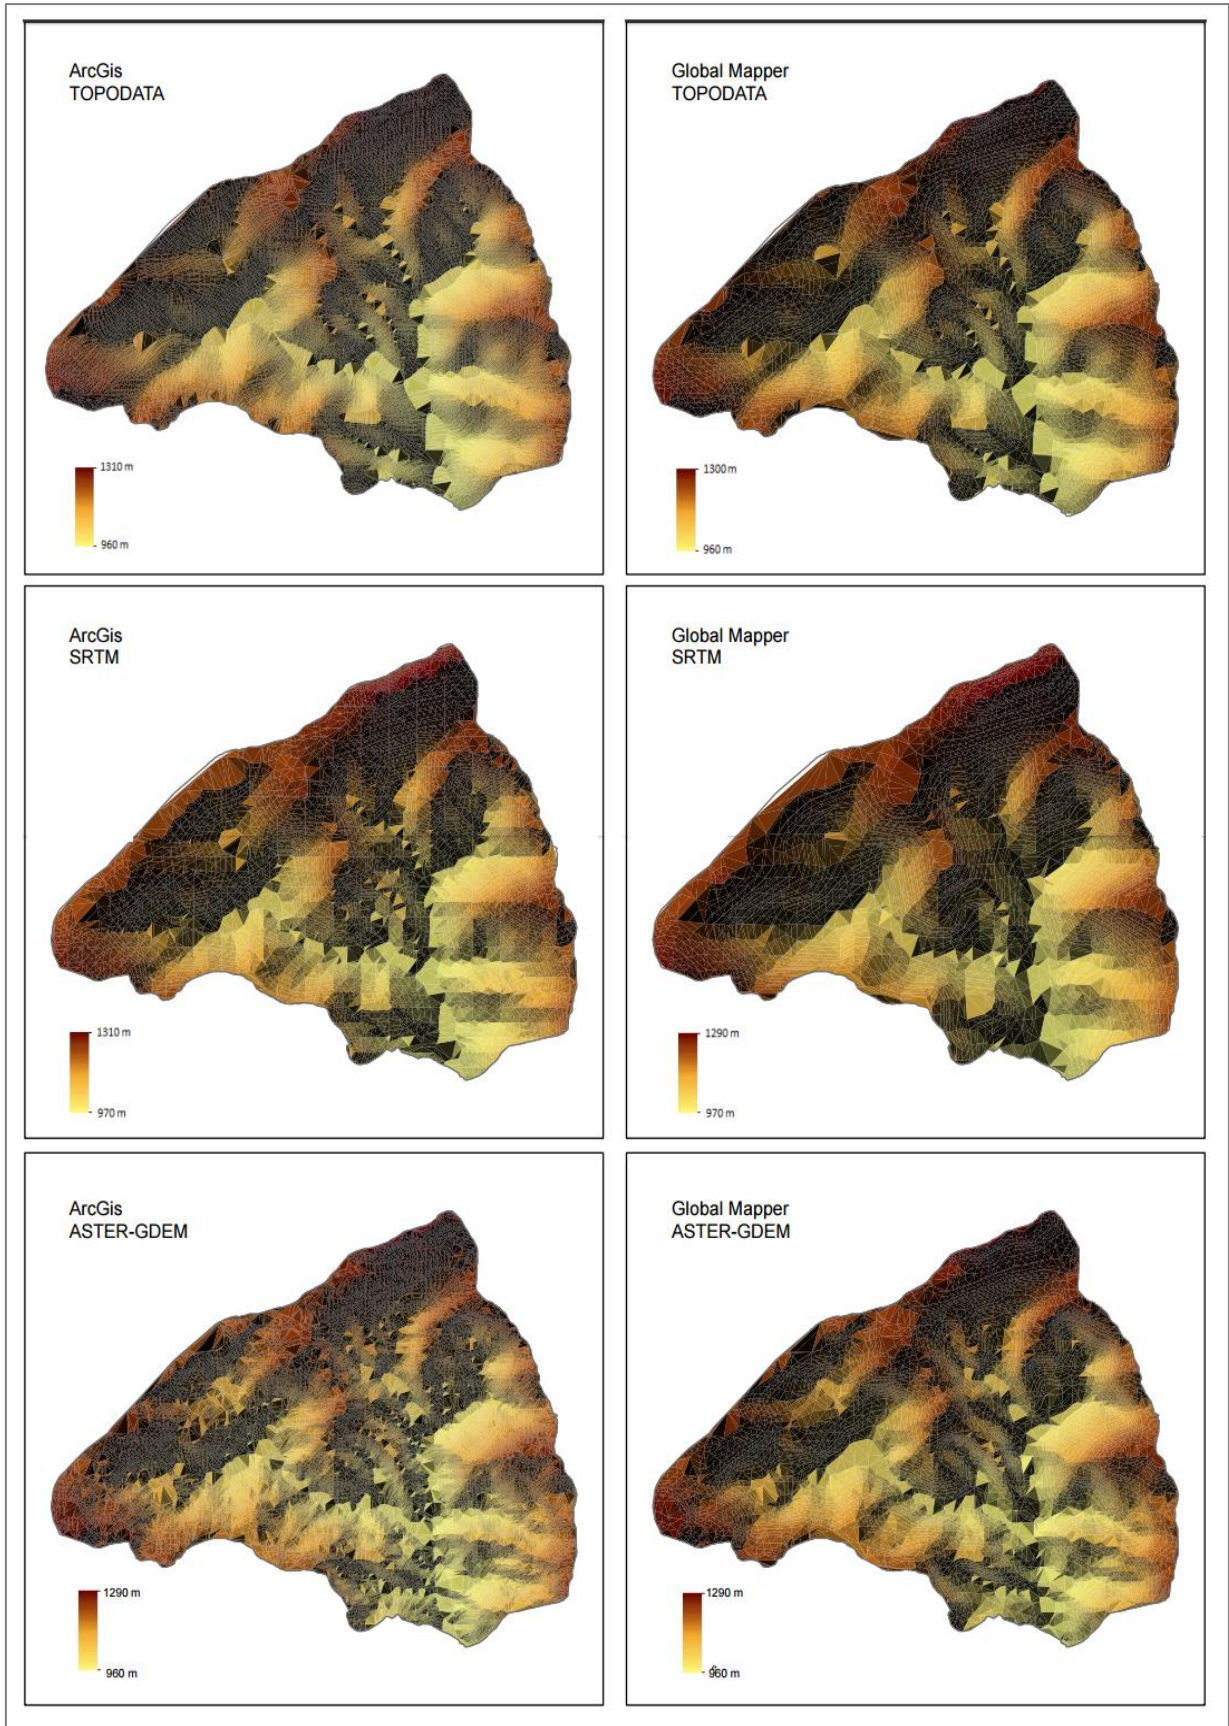 ArcGis
TOPODATA
1310 m
960 m
Global Mapper
TOPODATA
1300 m
960 m
ArcGis
SRTM
1310 m
970 m
Global Mapper
SRTM
1290 m
970 m
ArcGis
ASTER-GDEM
1290 m
960 m
Global Mapper
ASTER-GDEM
1290 m
960 m